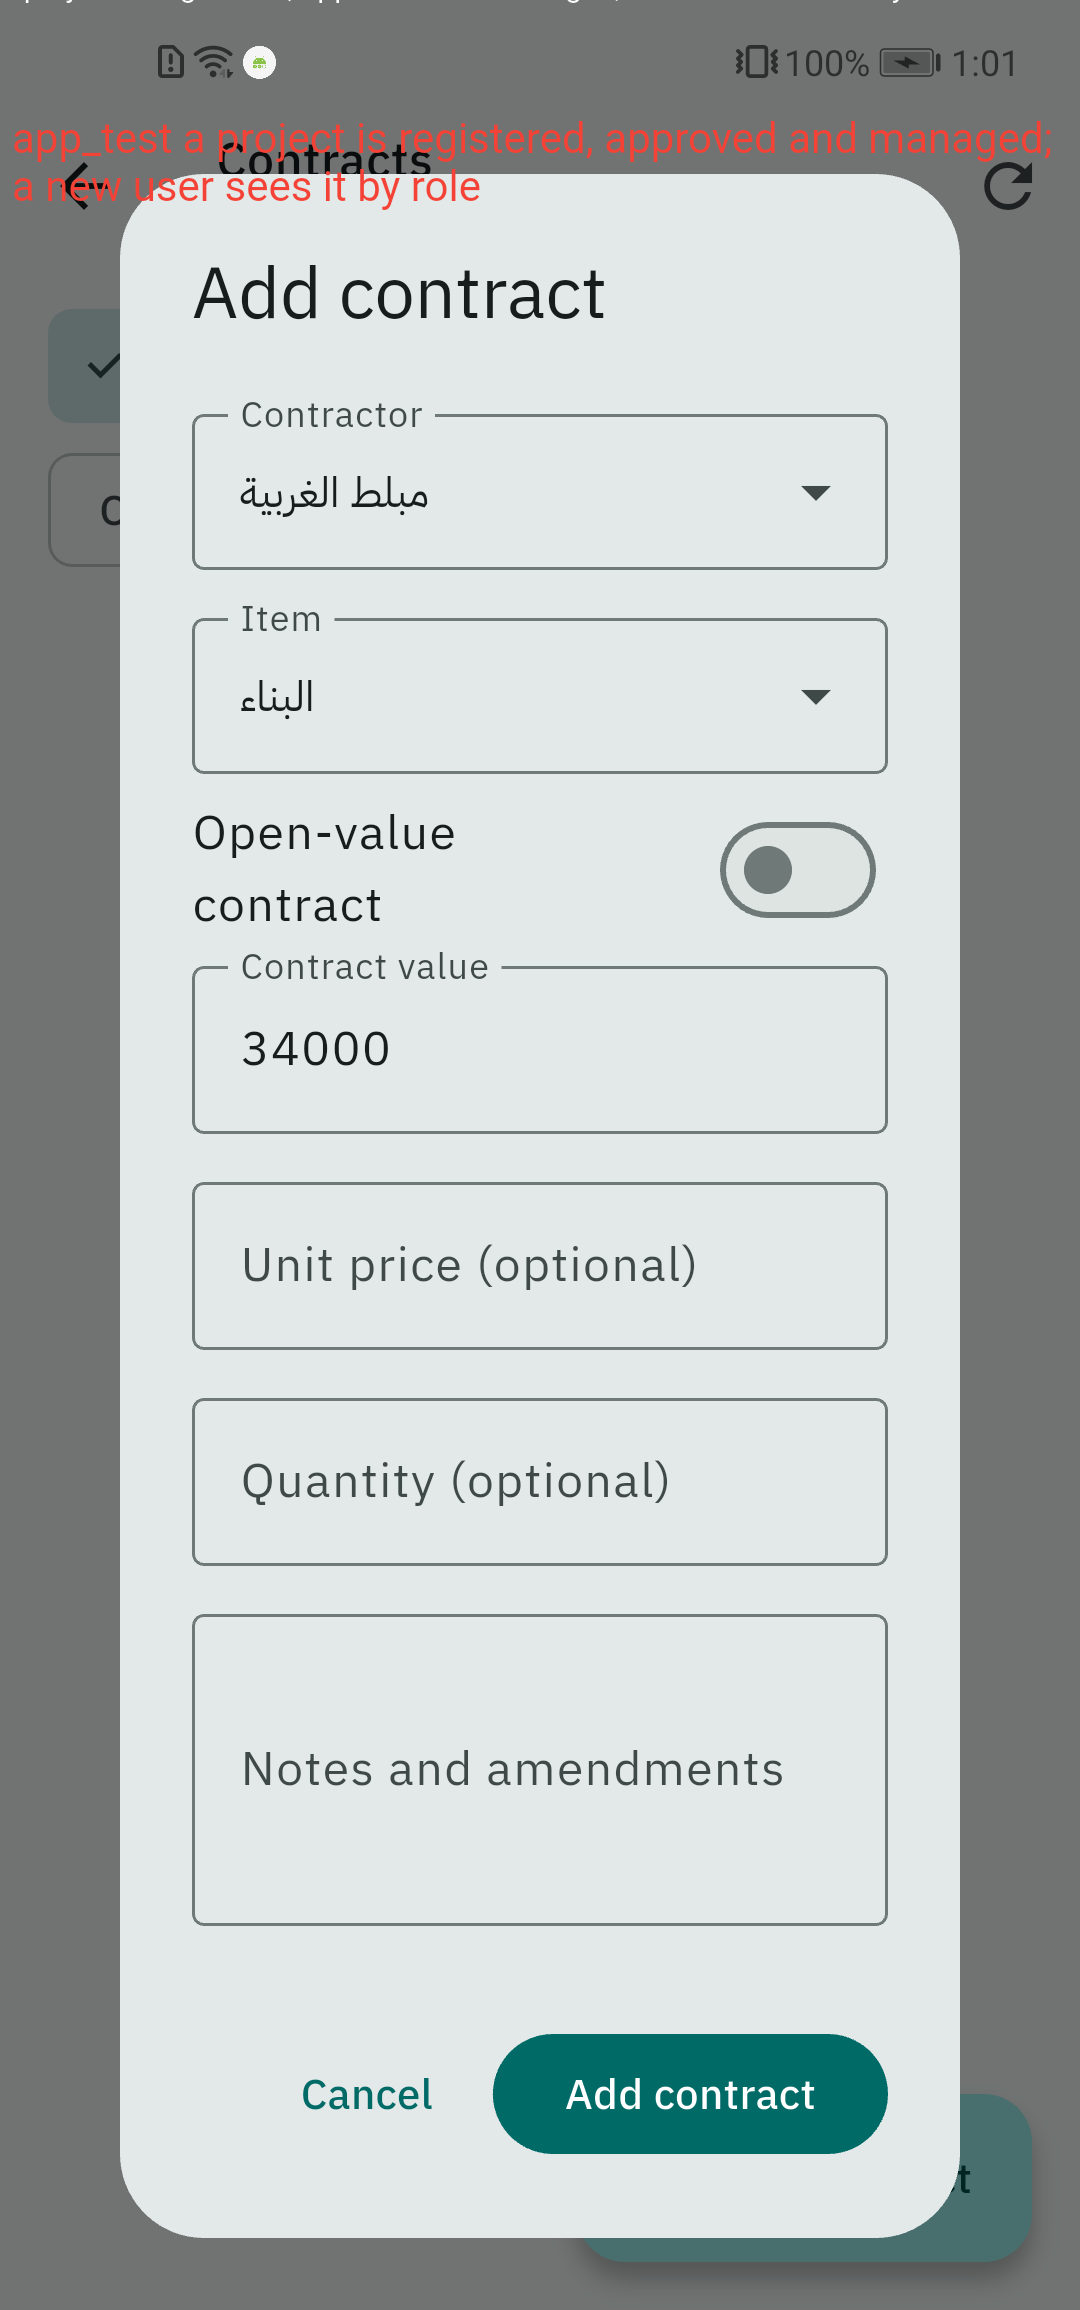 100% 1:01
app_test a project is registered, approved and managed;
a new user sees it by role
Contracts
Add contract
Contractor
مبلط الغربية
Item
البناء
Open-value
contract
Contract value
34000
Unit price (optional)
Quantity (optional)
Notes and amendments
Cancel
Add contract